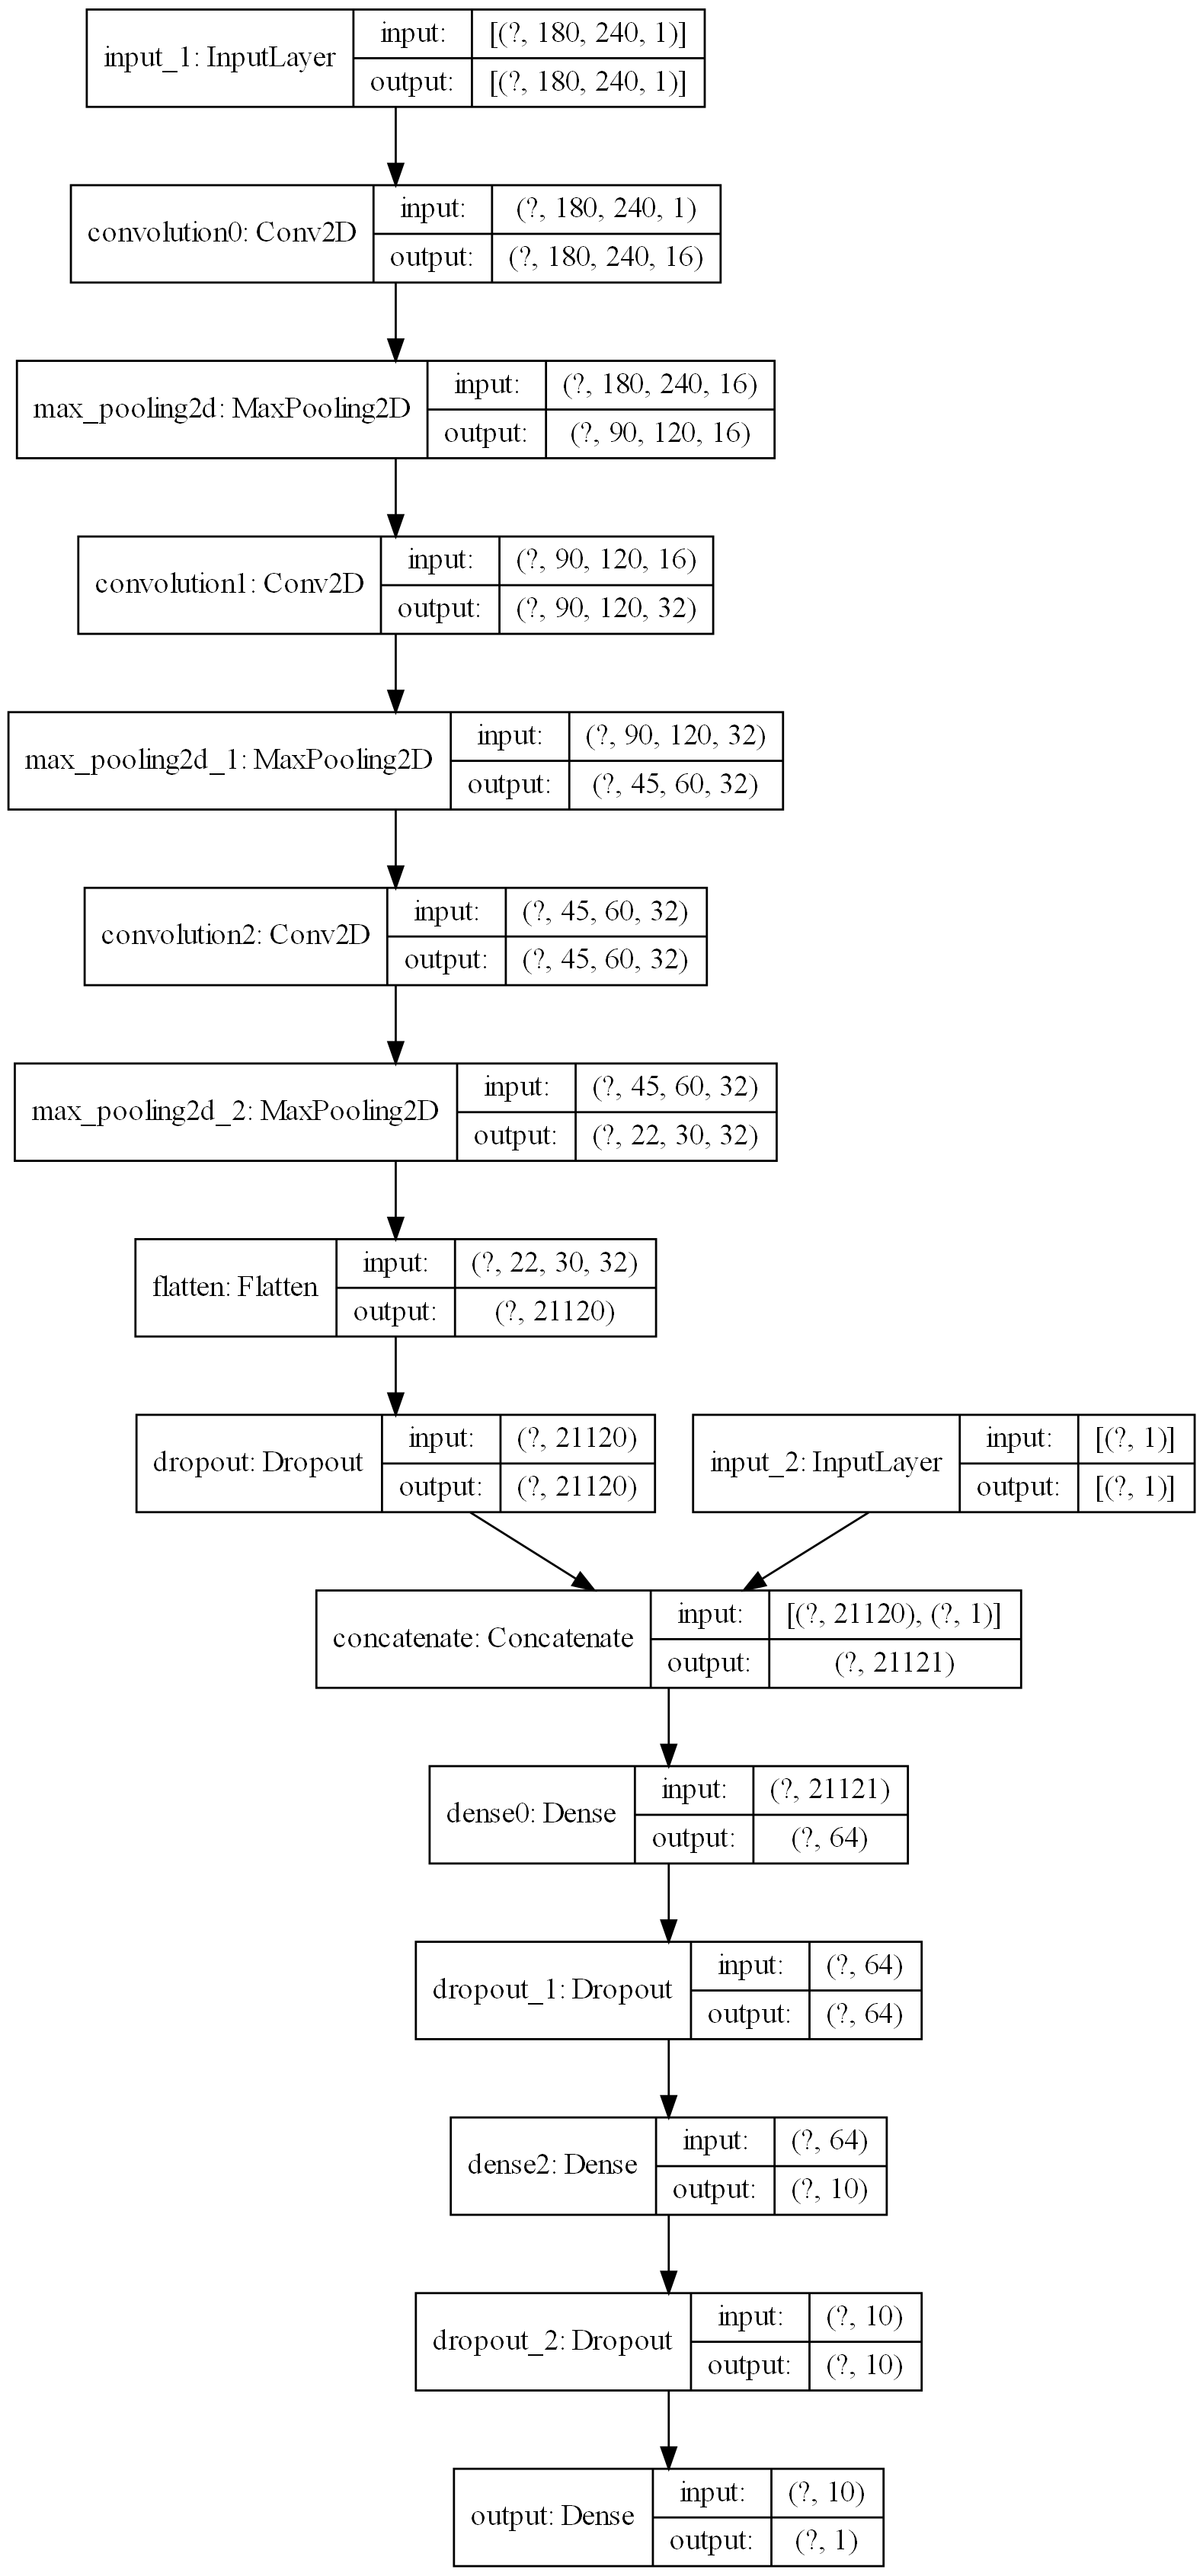 input_1: InputLayer
input: [(?, 180, 240, 1)]
output: [(?, 180, 240, 1)]
convolution0: Conv2D
input: (?, 180, 240, 1)
output: (?, 180, 240, 16)
max_pooling2d: MaxPooling2D
input: (?, 180, 240, 16)
output: (?, 90, 120, 16)
convolution1: Conv2D
input: (?, 90, 120, 16)
output: (?, 90, 120, 32)
max_pooling2d_1: MaxPooling2D
input: (?, 90, 120, 32)
output: (?, 45, 60, 32)
convolution2: Conv2D
input: (?, 45, 60, 32)
output: (?, 45, 60, 32)
max_pooling2d_2: MaxPooling2D
input: (?, 45, 60, 32)
output: (?, 22, 30, 32)
flatten: Flatten
input: (?, 22, 30, 32)
output: (?, 21120)
dropout: Dropout
input: (?, 21120)
output: (?, 21120)
input_2: InputLayer
input: [(?, 1)]
output: [(?, 1)]
concatenate: Concatenate
input: [(?, 21120), (?, 1)]
output: (?, 21121)
dense0: Dense
input: (?, 21121)
output: (?, 64)
dropout_1: Dropout
input: (?, 64)
output: (?, 64)
dense2: Dense
input: (?, 64)
output: (?, 10)
dropout_2: Dropout
input: (?, 10)
output: (?, 10)
output: Dense
input: (?, 10)
output: (?, 1)